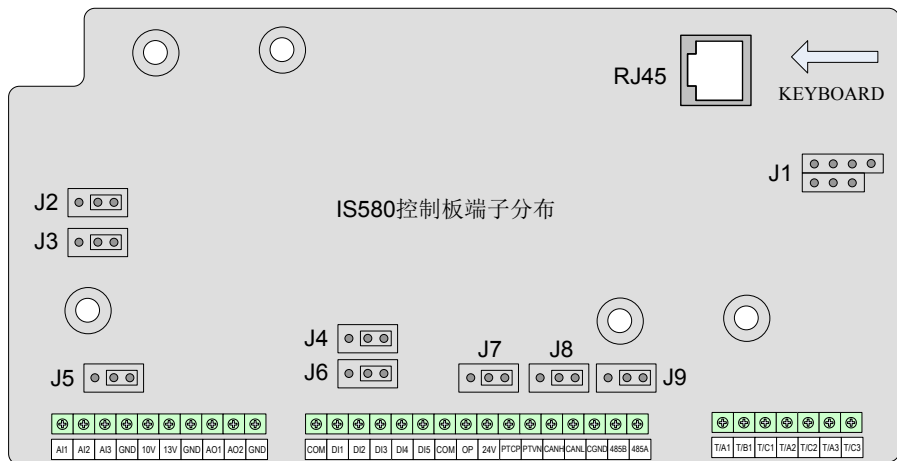 RJ45
KEYBOARD
J1
J2
IS580控制板端子分布
J3
J4
J7
J8
J5
J6
J9
AI1 AI2 AI3 GND 10V 13V GND AO1 AO2 GND
COM DI1 DI2 DI3 DI4 DI5 COM OP 24V PTCP PTVN CANH CANL CGND 485B 485A
T/A1 T/B1 T/C1 T/A2 T/C2 T/A3 T/C3